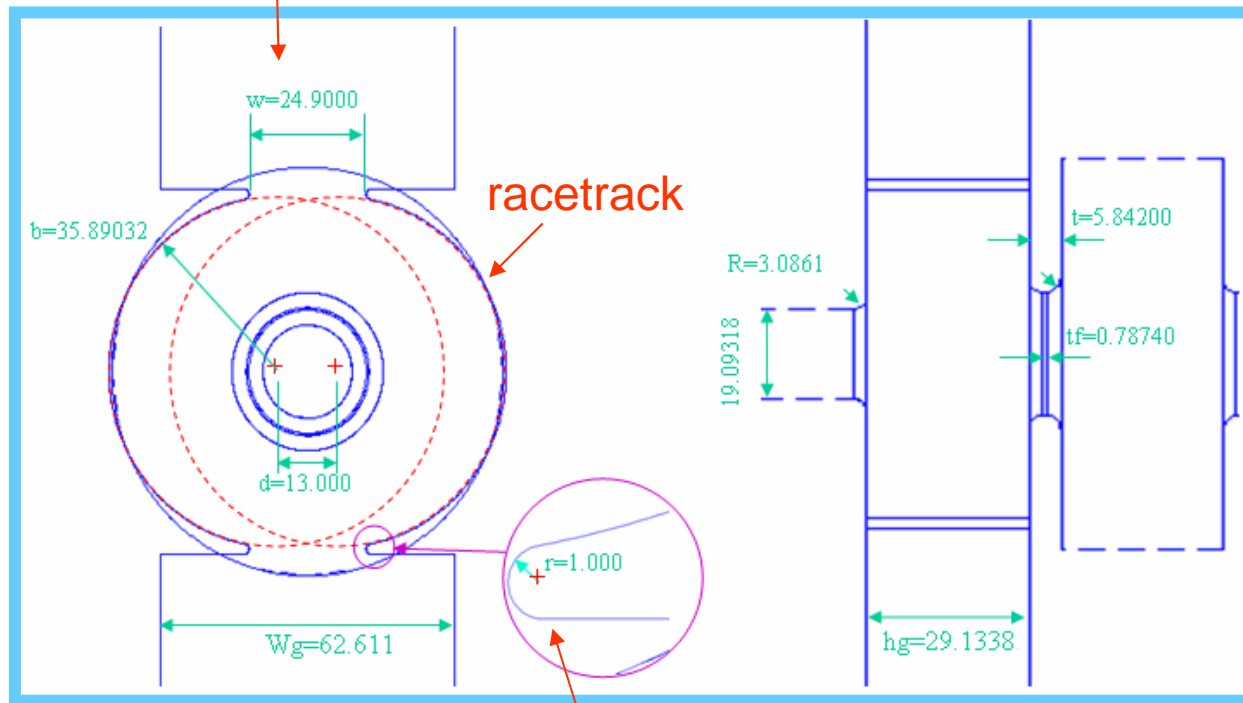 w=24.9000
racetrack
b=35.89032
t=5.84200
R=3.0861
19.09318
tf=0.78740
d=13.000
r=1.000
Wg=62.611
hg=29.1338